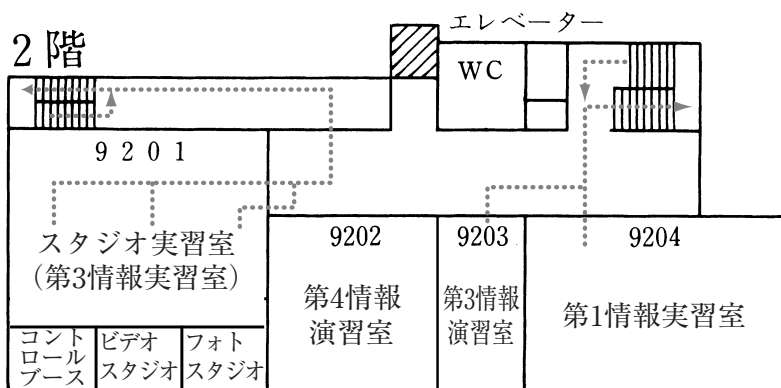 エレベーター
2階
WC
9201
9202
9203
9204
スタジオ実習室
(第3情報実習室)
第4情報
演習室
第3情報
演習室
第1情報実習室
コント
ロール
ブース
ビデオ
スタジオ
フォト
スタジオ